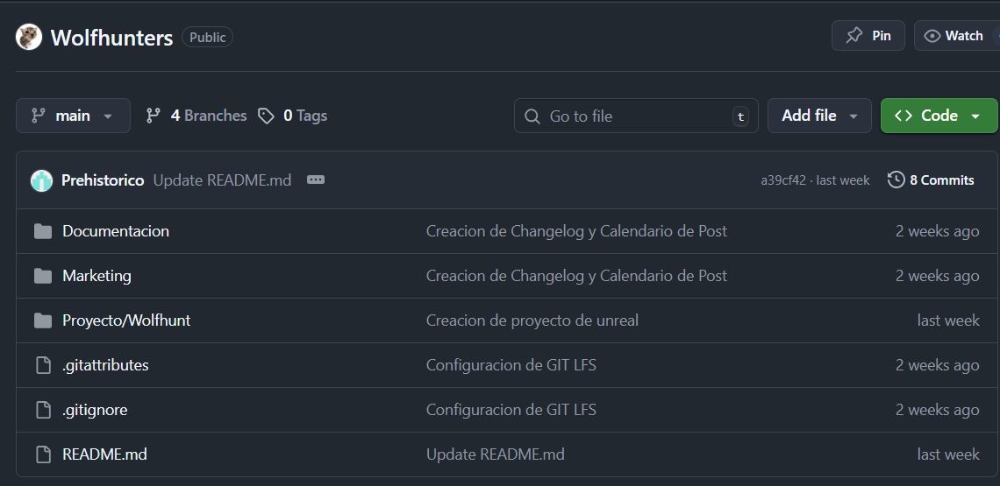 Wolfhunters Public Pin Watch
main 4 Branches 0 Tags Go to file t Add file Code
Prehistorico Update README.md a39cf42 · last week 8 Commits
Documentacion Creacion de Changelog y Calendario de Post 2 weeks ago
Marketing Creacion de Changelog y Calendario de Post 2 weeks ago
Proyecto/Wolfhunt Creacion de proyecto de unreal last week
.gitattributes Configuracion de GIT LFS 2 weeks ago
.gitignore Configuracion de GIT LFS 2 weeks ago
README.md Update README.md last week